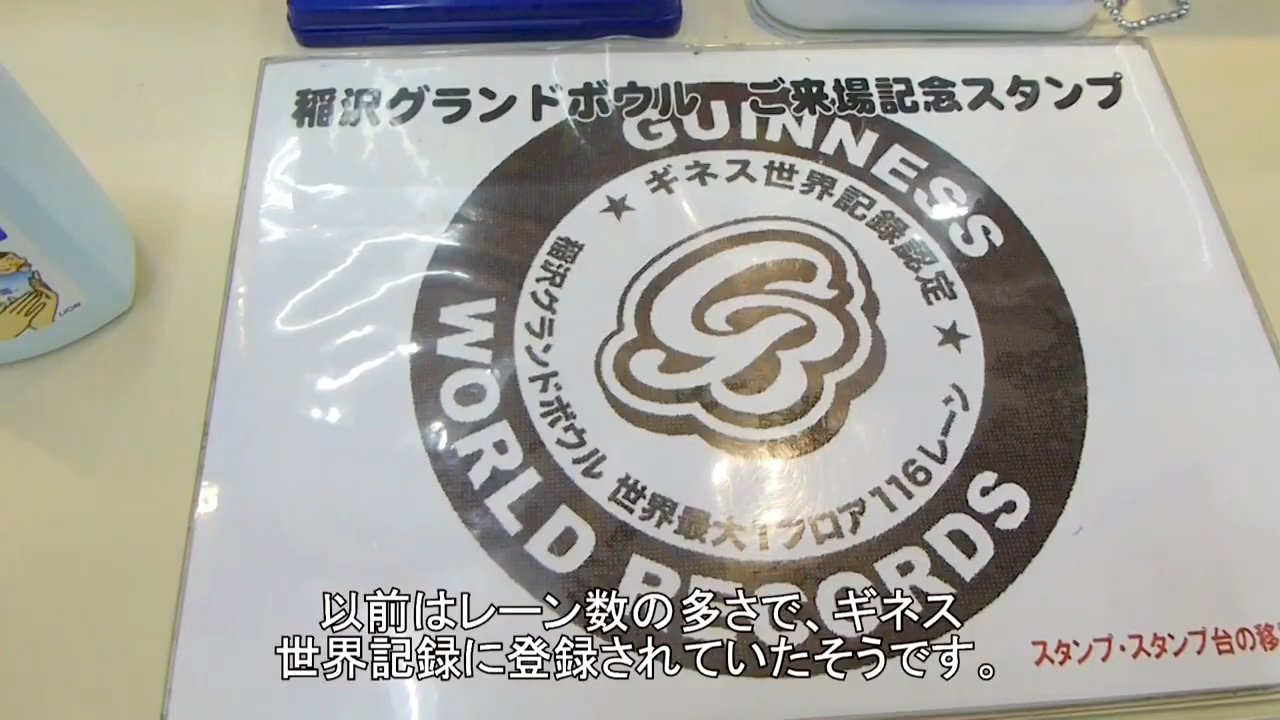 稲沢グランドボウル　ご来場記念スタンプ
GUINNESS
★ ギネス世界記録認定 ★
稲沢グランドボウル 世界最大1フロア116レーン
WORLD RECORDS
LION
以前はレーン数の多さで、ギネス
世界記録に登録されていたそうです。
スタンプ・スタンプ台の移